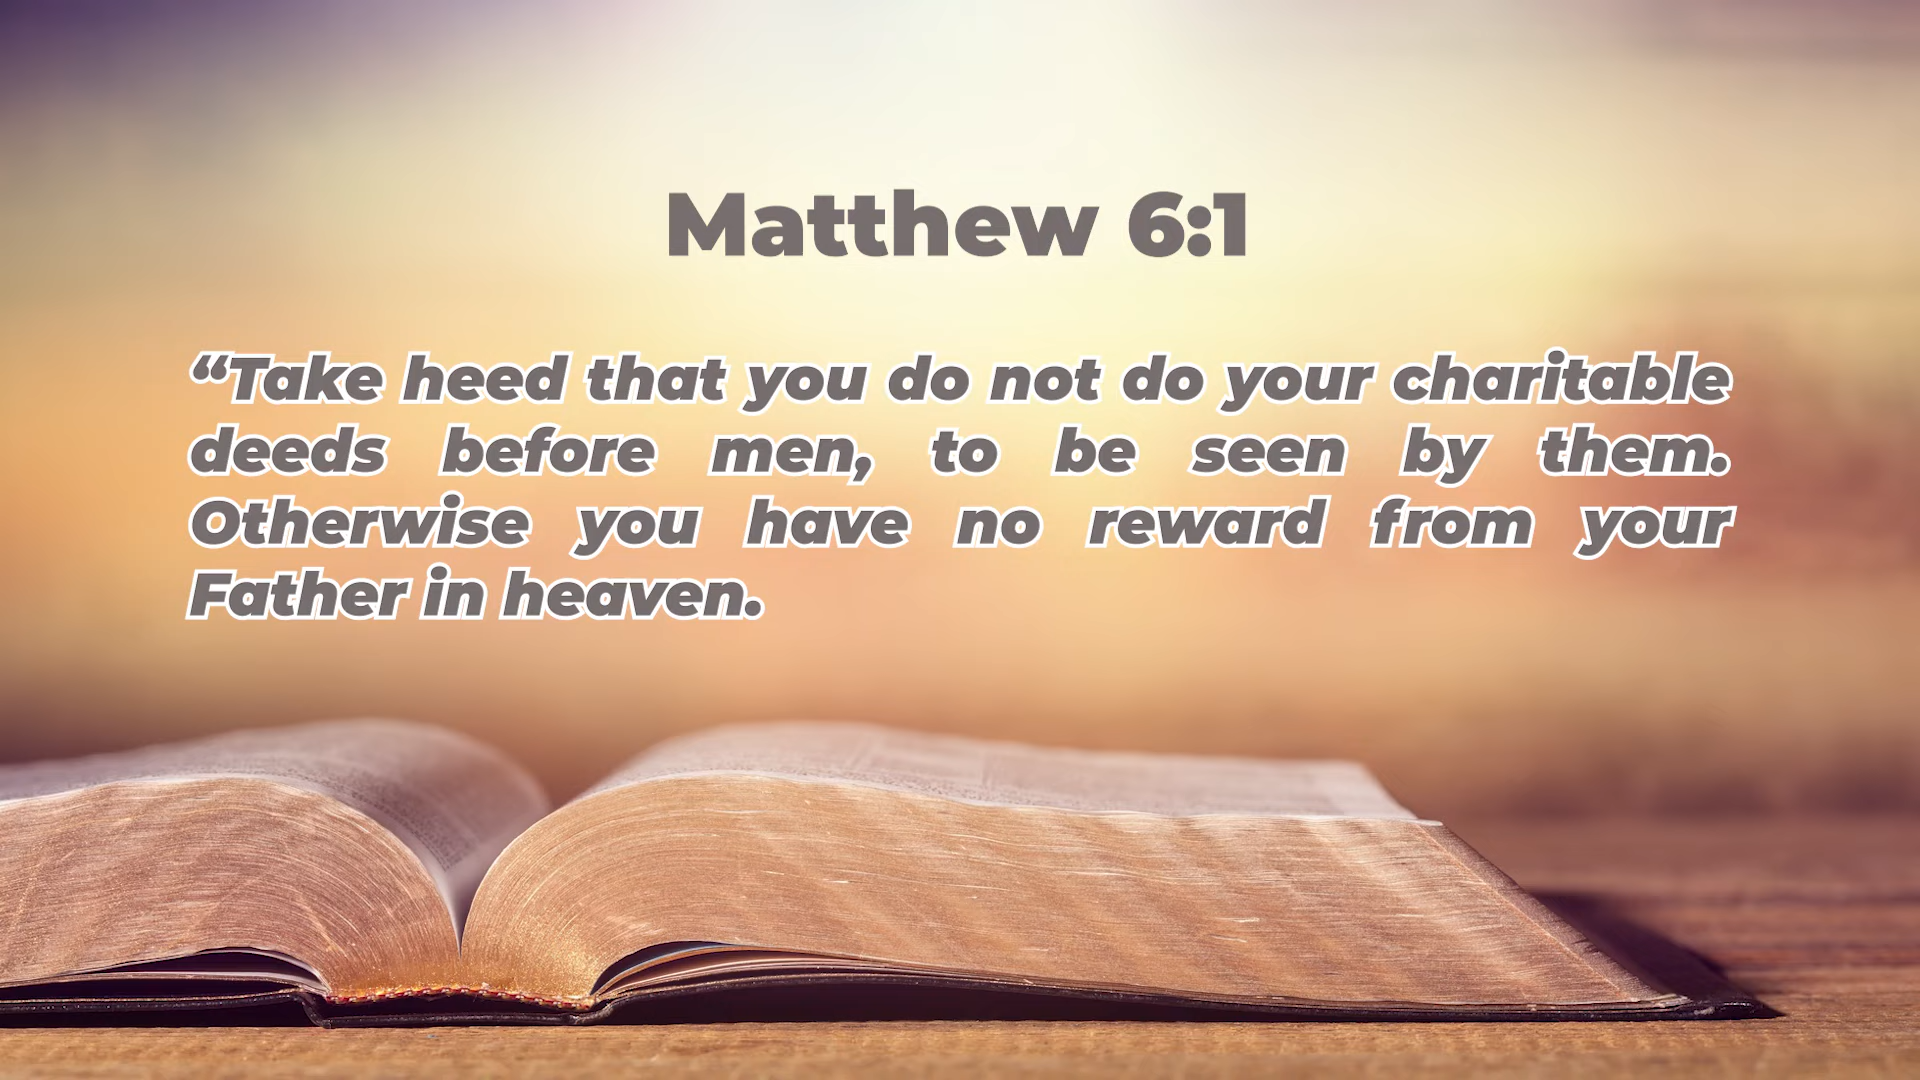 Matthew 6:1
“Take heed that you do not do your charitable
deeds before men, to be seen by them.
Otherwise you have no reward from your
Father in heaven.